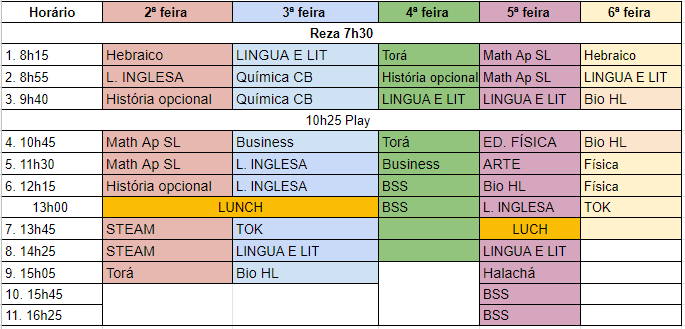 Horário 2ª feira 3ª feira 4ª feira 5ª feira 6ª feira
Reza 7h30
1. 8h15 Hebraico LINGUA E LIT Torá Math Ap SL Hebraico
2. 8h55 L. INGLESA Química CB História opcional Math Ap SL LINGUA E LIT
3. 9h40 História opcional Química CB LINGUA E LIT LINGUA E LIT Bio HL
10h25 Play
4. 10h45 Math Ap SL Business Torá ED. FÍSICA Bio HL
5. 11h30 Math Ap SL L. INGLESA Business ARTE Física
6. 12h15 História opcional L. INGLESA BSS Bio HL Física
13h00 LUNCH BSS L. INGLESA TOK
7. 13h45 STEAM TOK LUCH
8. 14h25 STEAM LINGUA E LIT LINGUA E LIT
9. 15h05 Torá Bio HL Halachá
10. 15h45 BSS
11. 16h25 BSS